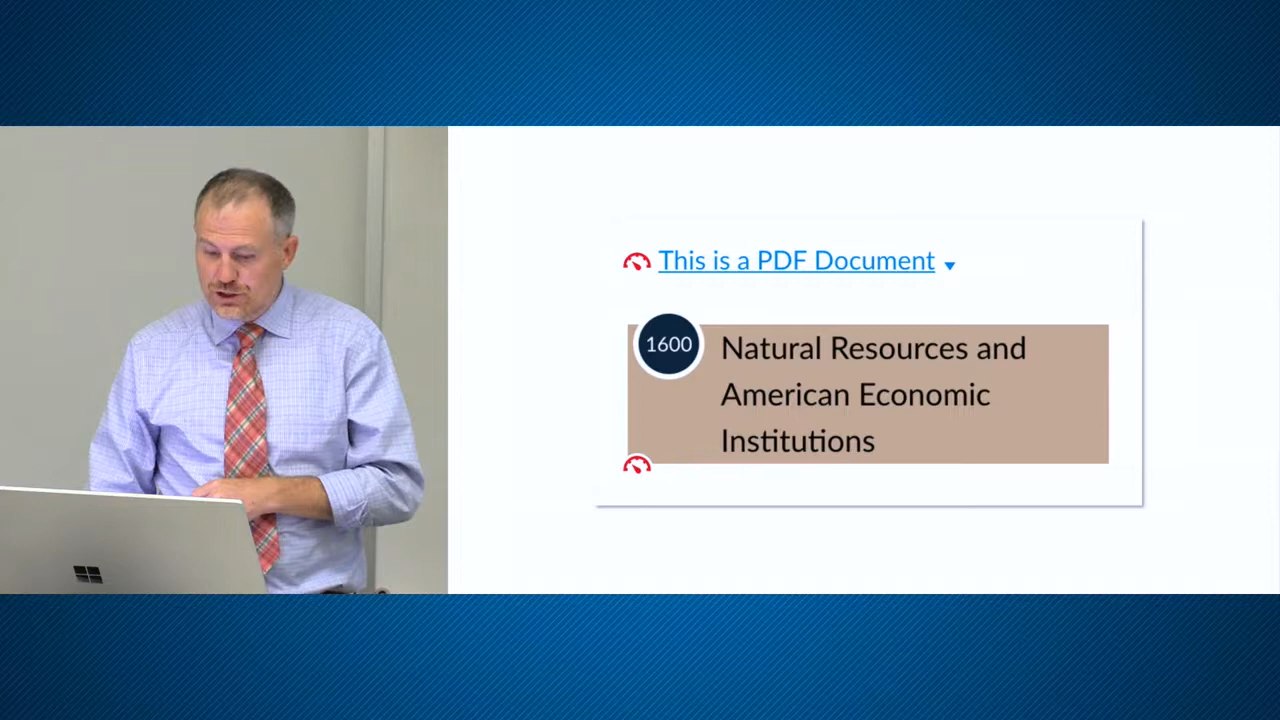 This is a PDF Document
1600
Natural Resources and
American Economic
Institutions